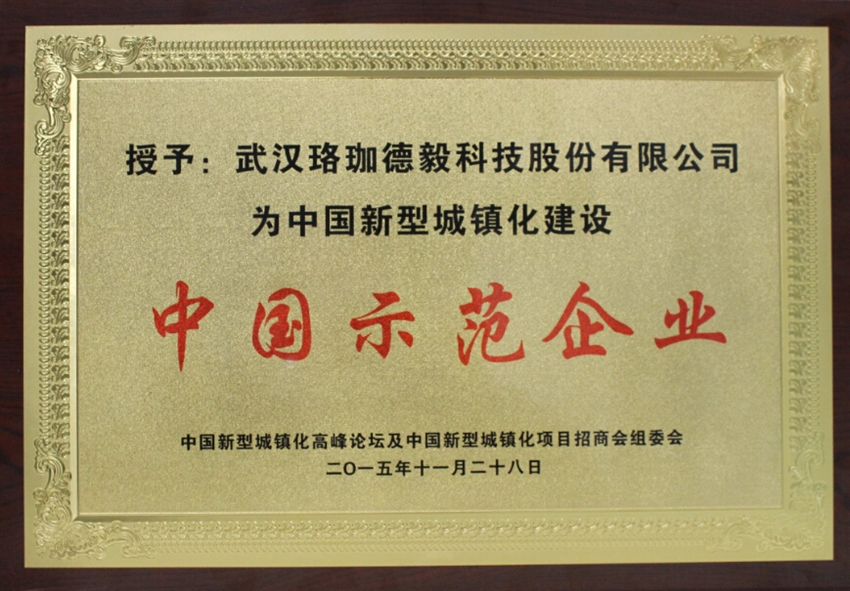 授予：武汉珞珈德毅科技股份有限公司
为中国新型城镇化建设
中国示范企业
中国新型城镇化高峰论坛及中国新型城镇化项目招商会组委会
二〇一五年十一月二十八日